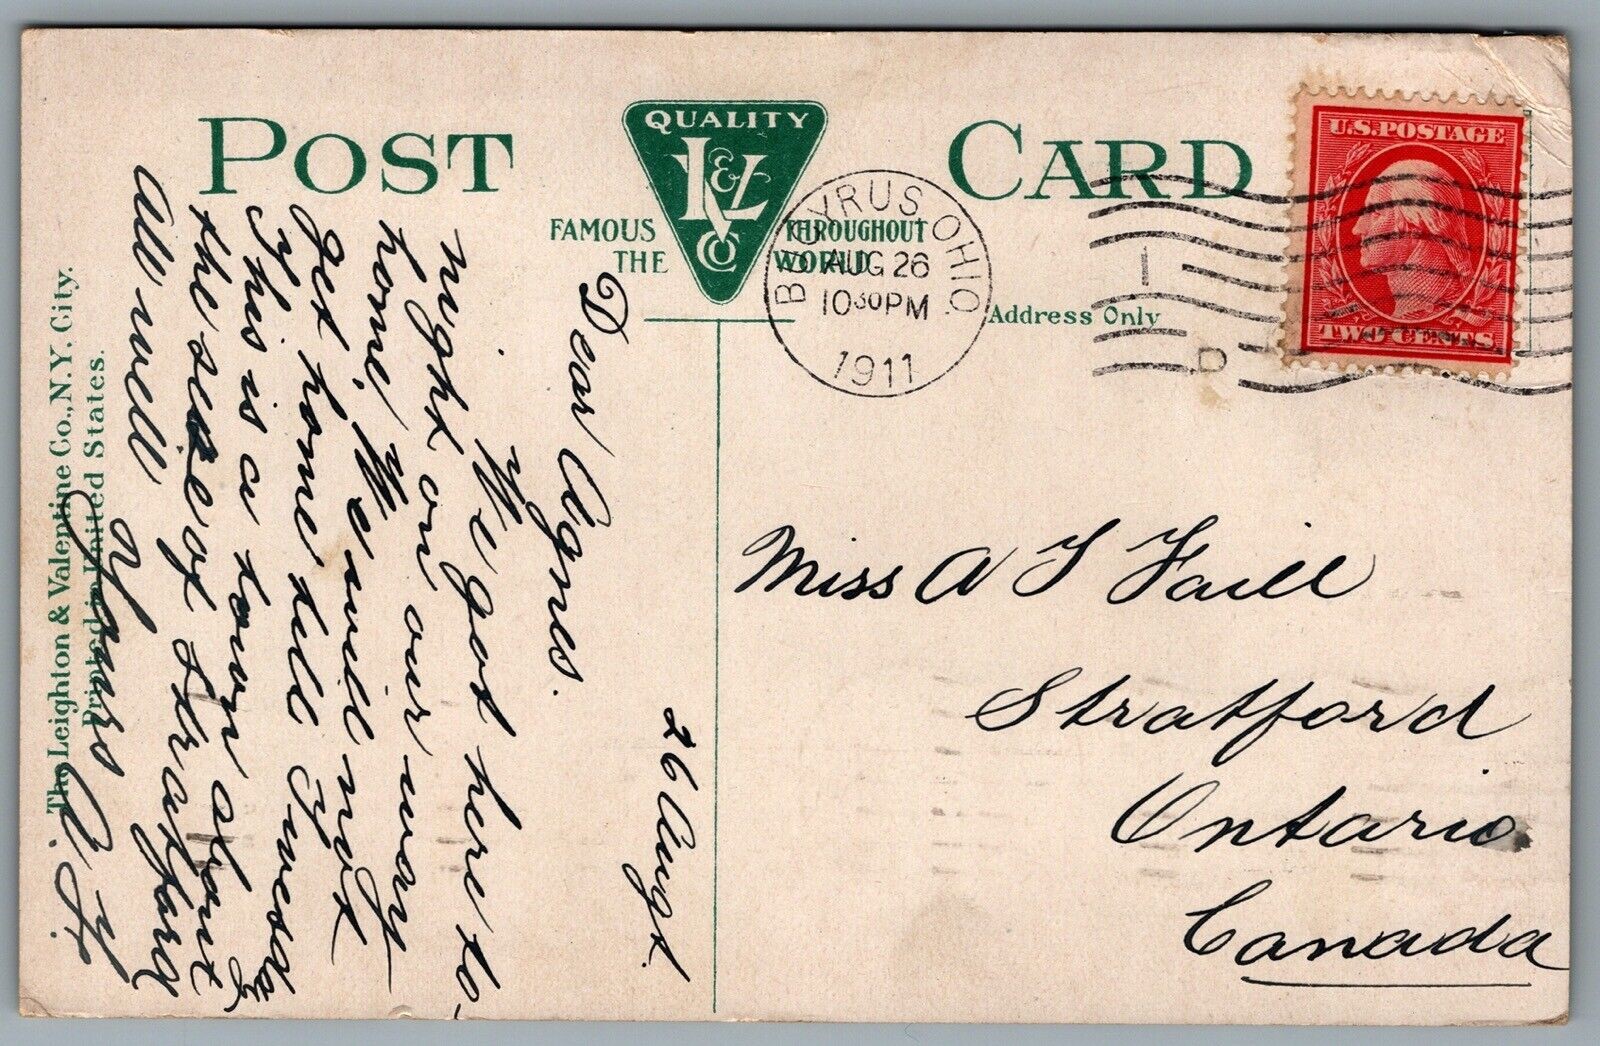 POST CARD
QUALITY
V&L
CO
FAMOUS THROUGHOUT
THE WORLD
BUCYRUS OHIO.
AUG 26
10 30 PM
1911
1
D
U.S. POSTAGE
TWO CENTS
Address Only
The Leighton & Valentine Co., N.Y. City.
Printed in United States.
26 August.
Dear Agnes.
We got here to-
night on our way
home. We will not
get home till
this is a town about
the size of Stratford
all well
Yours
Miss A T Faill
Stratford
Ontario
Canada